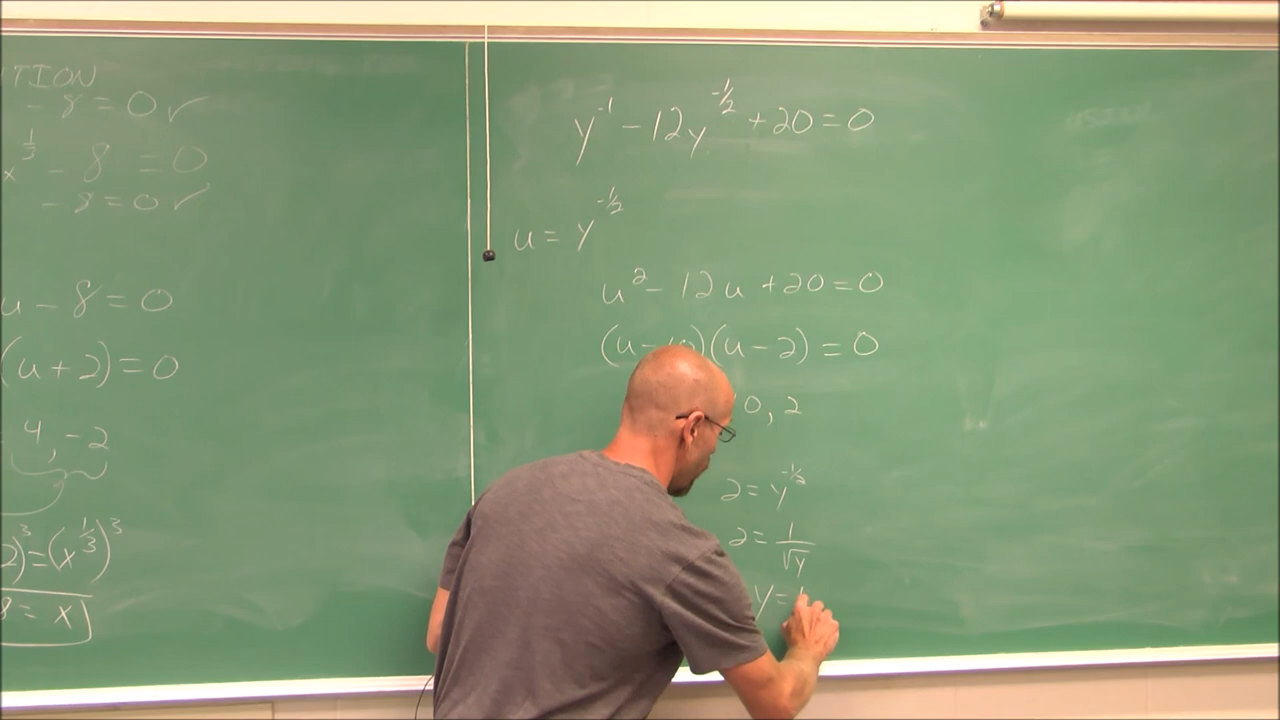 TION
- 8 = 0 ✓
x^{1/3} - 8 = 0
- 8 = 0 ✓
u - 8 = 0
(u + 2) = 0
4, -2
2)^3 = (x^{1/3})^3
8 = x
y^{-1} - 12y^{-1/2} + 20 = 0
u = y^{-1/2}
u^2 - 12u + 20 = 0
(u - 10)(u - 2) = 0
0, 2
2 = y^{-1/2}
2 = 1/√y
y =